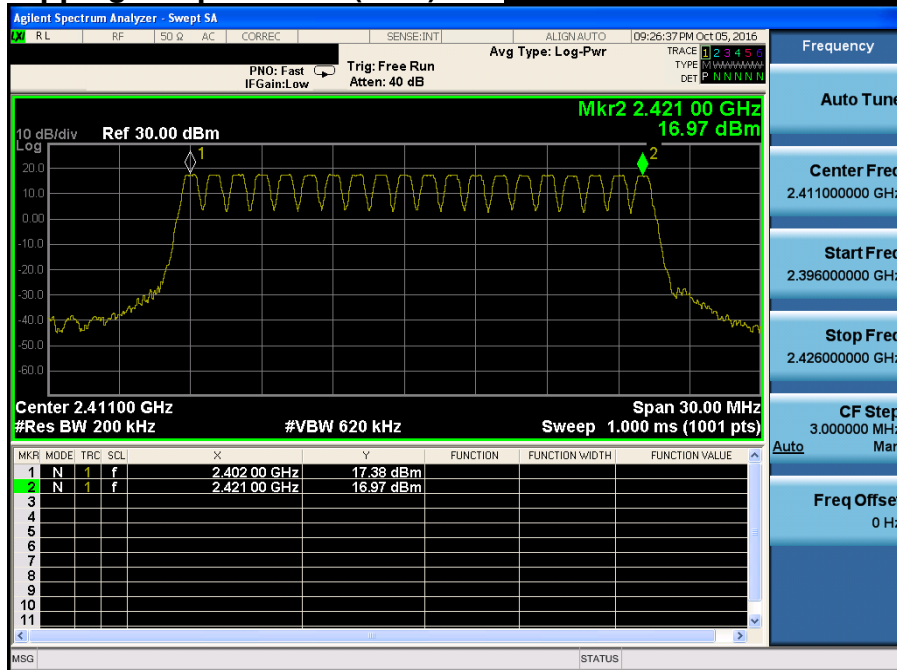 Agilent Spectrum Analyzer - Swept SA
LXI RL RF 50 Ω AC CORREC SENSE:INT ALIGNAUTO 09:26:37 PM Oct 05, 2016
Avg Type: Log-Pwr TRACE 1 2 3 4 5 6
PNO: Fast Trig: Free Run TYPE M WWWWW
IFGain:Low Atten: 40 dB DET P N N N N N
Mkr2 2.421 00 GHz
10 dB/div Ref 30.00 dBm 16.97 dBm
Log
1 2
20.0
10.0
0.00
-10.0
-20.0
-30.0
-40.0
-50.0
-60.0
Center 2.41100 GHz Span 30.00 MHz
#Res BW 200 kHz #VBW 620 kHz Sweep 1.000 ms (1001 pts)
MKR MODE TRC SCL X Y FUNCTION FUNCTION WIDTH FUNCTION VALUE
1 N 1 f 2.402 00 GHz 17.38 dBm
2 N 1 f 2.421 00 GHz 16.97 dBm
3
4
5
6
7
8
9
10
11
MSG STATUS
Frequency
Auto Tune
Center Freq
2.411000000 GHz
Start Freq
2.396000000 GHz
Stop Freq
2.426000000 GHz
CF Step
3.000000 MHz
Auto Man
Freq Offset
0 Hz